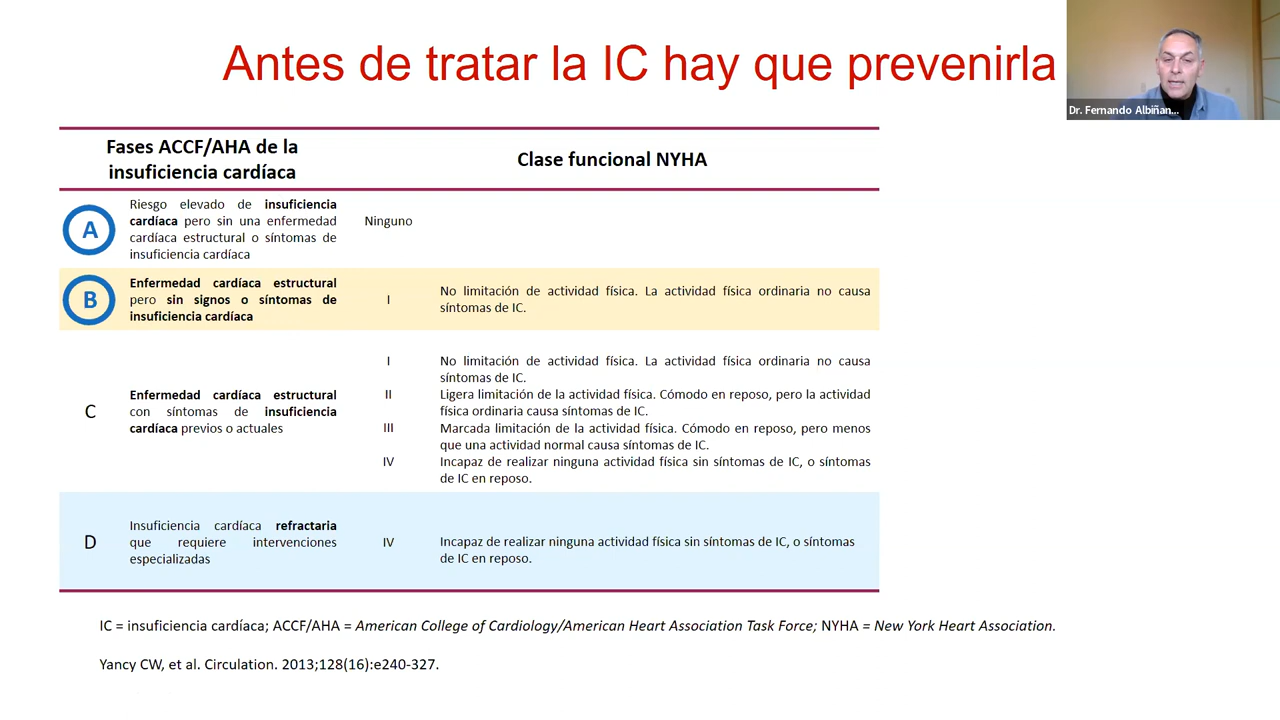 Antes de tratar la IC hay que prevenirla
Dr. Fernando Albiñan...
Fases ACCF/AHA de la
insuficiencia cardíaca
Clase funcional NYHA
A
Riesgo elevado de insuficiencia
cardíaca pero sin una enfermedad
cardíaca estructural o síntomas de
insuficiencia cardíaca
Ninguno
B
Enfermedad cardíaca estructural
pero sin signos o síntomas de
insuficiencia cardíaca
I
No limitación de actividad física. La actividad física ordinaria no causa
síntomas de IC.
C
Enfermedad cardíaca estructural
con síntomas de insuficiencia
cardíaca previos o actuales
I
No limitación de actividad física. La actividad física ordinaria no causa
síntomas de IC.
II
Ligera limitación de la actividad física. Cómodo en reposo, pero la actividad
física ordinaria causa síntomas de IC.
III
Marcada limitación de la actividad física. Cómodo en reposo, pero menos
que una actividad normal causa síntomas de IC.
IV
Incapaz de realizar ninguna actividad física sin síntomas de IC, o síntomas
de IC en reposo.
D
Insuficiencia cardíaca refractaria
que requiere intervenciones
especializadas
IV
Incapaz de realizar ninguna actividad física sin síntomas de IC, o síntomas
de IC en reposo.
IC = insuficiencia cardíaca; ACCF/AHA = American College of Cardiology/American Heart Association Task Force; NYHA = New York Heart Association.
Yancy CW, et al. Circulation. 2013;128(16):e240-327.